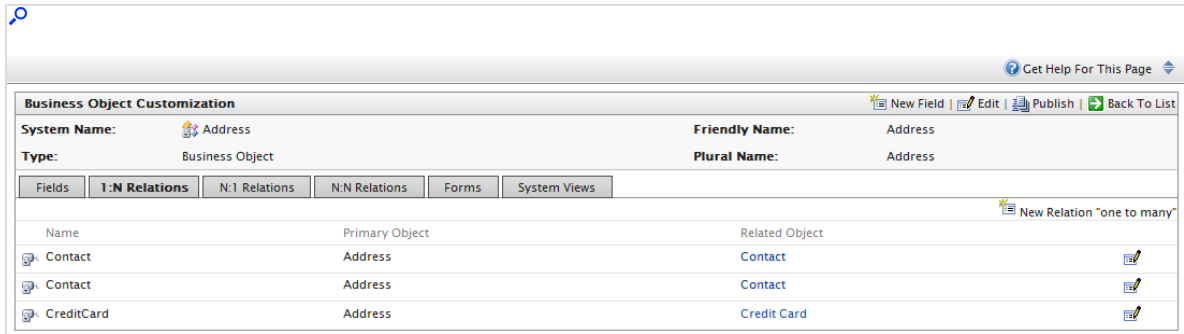 Get Help For This Page
Business Object Customization New Field | Edit | Publish | Back To List
System Name: Address Friendly Name: Address
Type: Business Object Plural Name: Address
Fields 1:N Relations N:1 Relations N:N Relations Forms System Views
New Relation "one to many"
Name Primary Object Related Object
Contact Address Contact
Contact Address Contact
CreditCard Address Credit Card